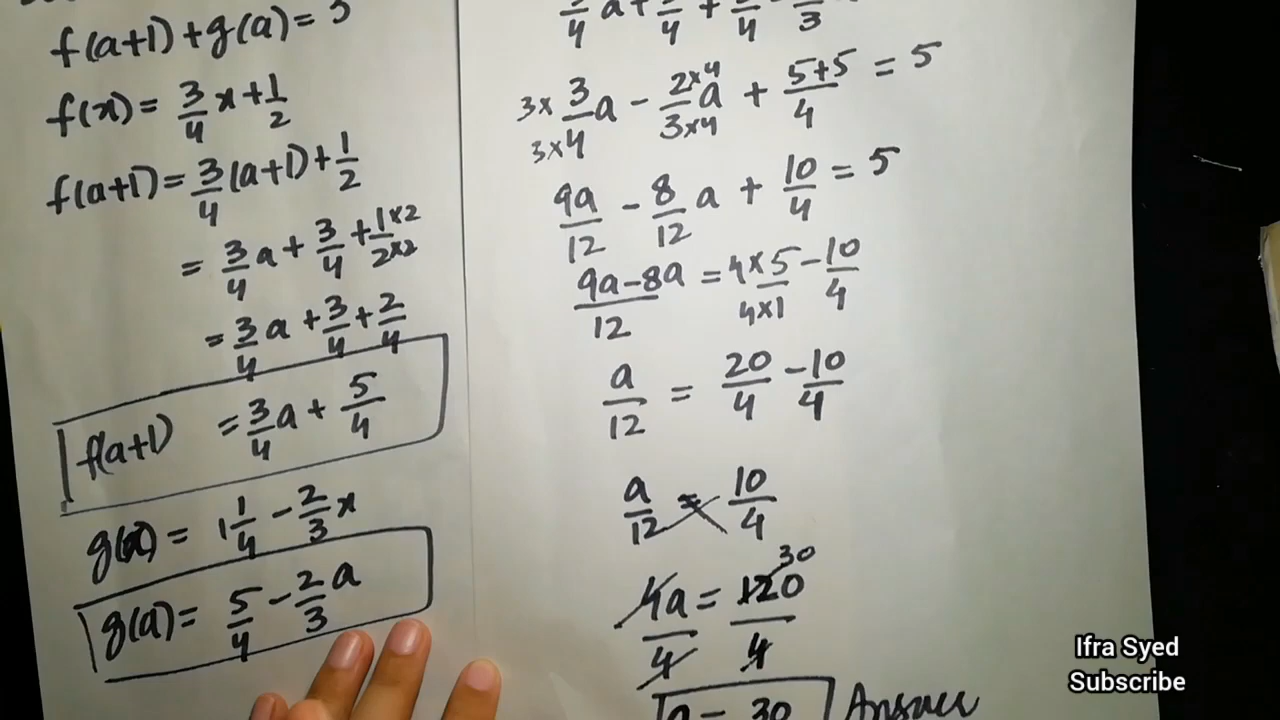 f(a+1) + g(a) = 5
f(x) = 3/4 x + 1/2
f(a+1) = 3/4 (a+1) + 1/2
= 3/4 a + 3/4 + 1×2/2×2
= 3/4 a + 3/4 + 2/4
f(a+1) = 3/4 a + 5/4
g(x) = 1 1/4 - 2/3 x
g(a) = 5/4 - 2/3 a
3×3/3×4 a - 2×4/3×4 a + 5+5/4 = 5
9a/12 - 8/12 a + 10/4 = 5
9a-8a/12 = 4×5/4×1 - 10/4
a/12 = 20/4 - 10/4
a/12 = 10/4
4a/4 = 120/4 30
a = 30 Answer
Ifra Syed
Subscribe